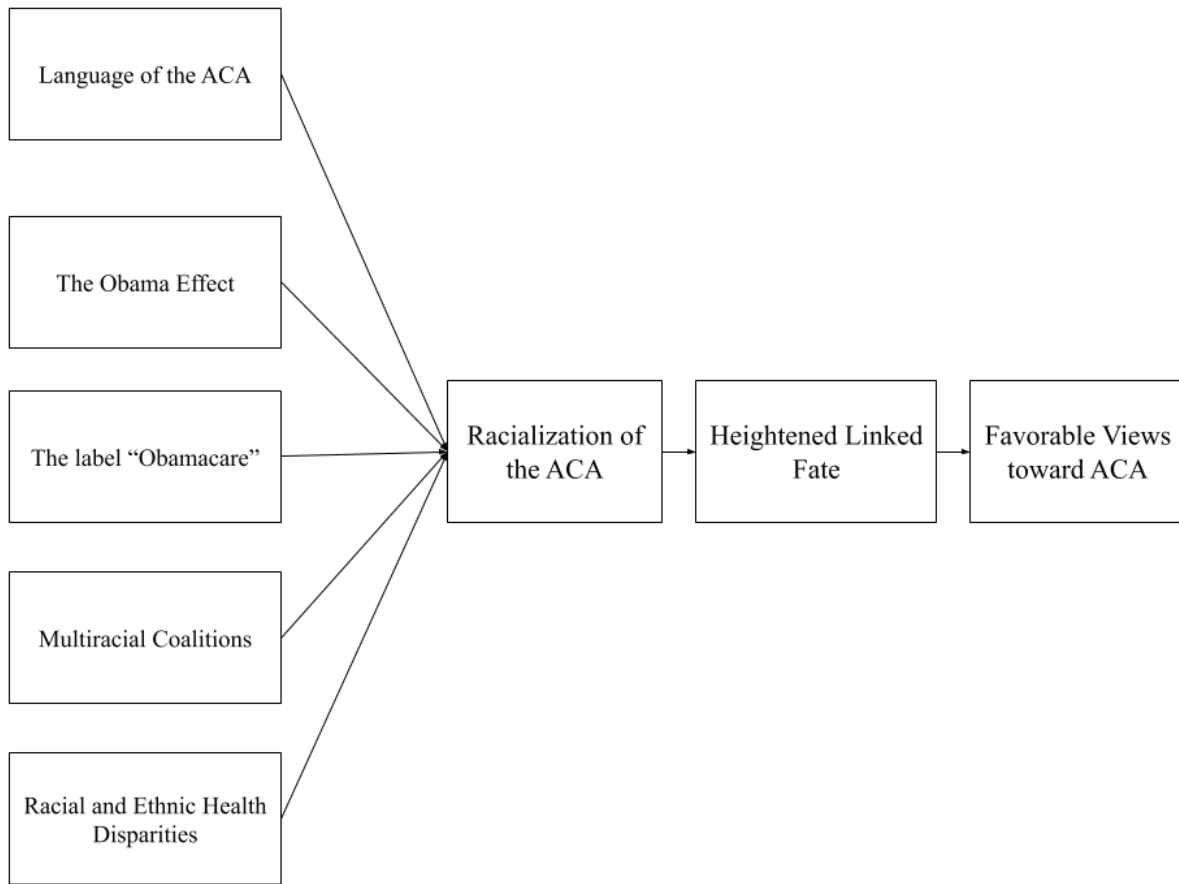 Language of the ACA
The Obama Effect
The label “Obamacare”
Multiracial Coalitions
Racial and Ethnic Health
Disparities
Racialization of
the ACA
Heightened Linked
Fate
Favorable Views
toward ACA